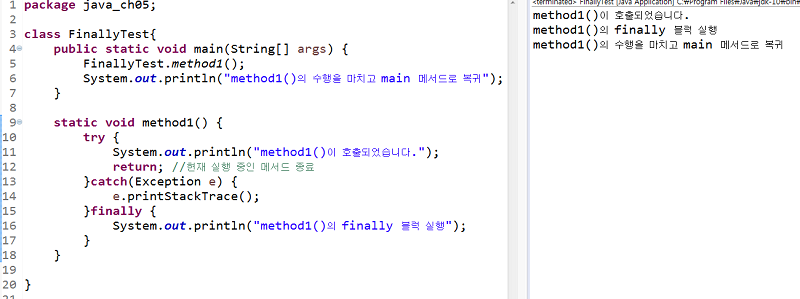 1 package java_ch05;
2
3 class FinallyTest{
4 public static void main(String[] args) {
5 FinallyTest.method1();
6 System.out.println("method1()의 수행을 마치고 main 메서드로 복귀");
7 }
8
9 static void method1() {
10 try {
11 System.out.println("method1()이 호출되었습니다.");
12 return; //현재 실행 중인 메서드 종료
13 }catch(Exception e) {
14 e.printStackTrace();
15 }finally {
16 System.out.println("method1()의 finally 블럭 실행");
17 }
18 }
19
20 }
<terminated> FinallyTest [Java Application] C:₩Program Files₩Java₩jdk-10₩bin₩
method1()이 호출되었습니다.
method1()의 finally 블럭 실행
method1()의 수행을 마치고 main 메서드로 복귀